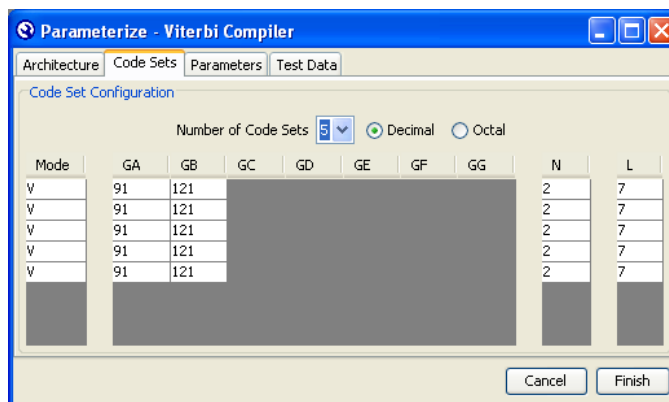 Parameterize - Viterbi Compiler
Architecture Code Sets Parameters Test Data
Code Set Configuration
Number of Code Sets 5 Decimal Octal
Mode GA GB GC GD GE GF GG N L
V 91 121 2 7
V 91 121 2 7
V 91 121 2 7
V 91 121 2 7
V 91 121 2 7
Cancel Finish